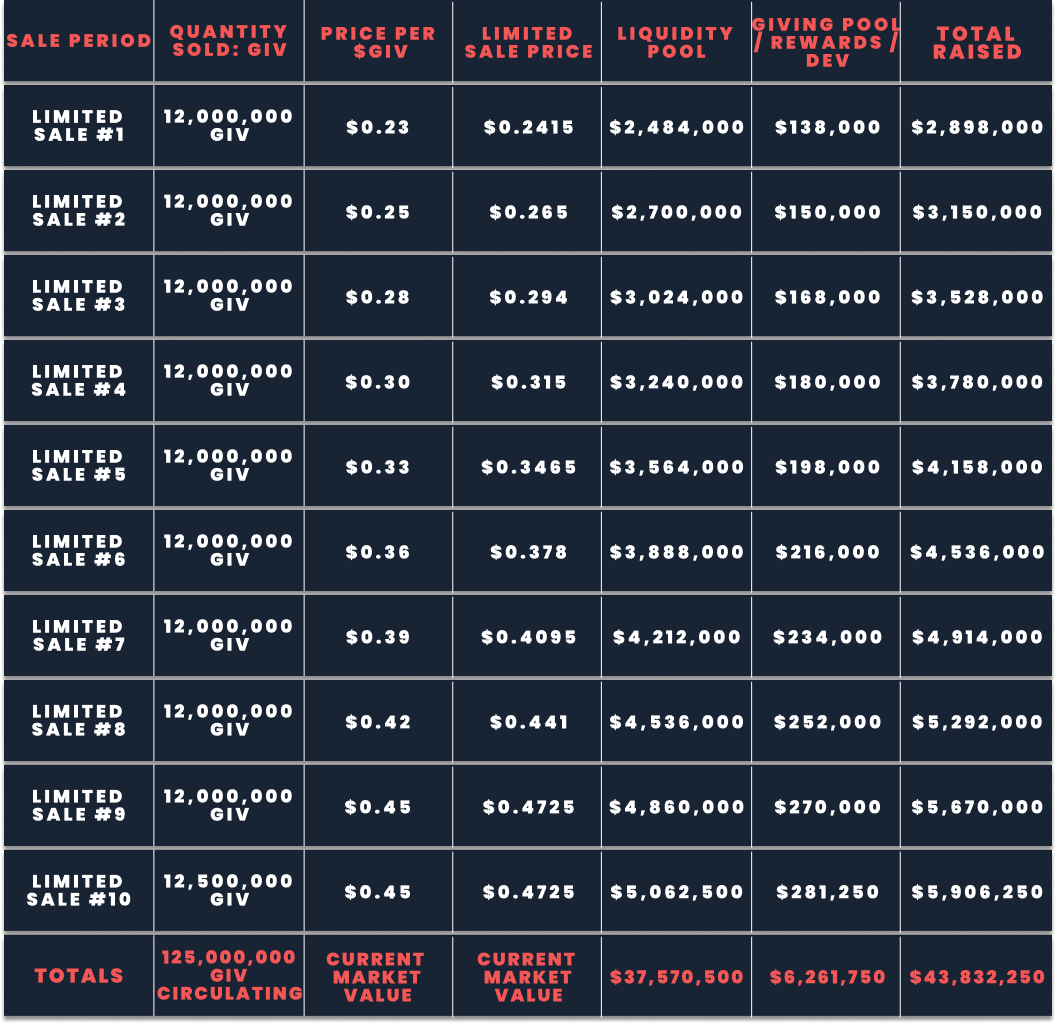 SALE PERIOD
QUANTITY
SOLD: GIV
PRICE PER
$GIV
LIMITED
SALE PRICE
LIQUIDITY
POOL
GIVING POOL
/ REWARDS /
DEV
TOTAL
RAISED
LIMITED
SALE #1
12,000,000
GIV
$0.23
$0.2415
$2,484,000
$138,000
$2,898,000
LIMITED
SALE #2
12,000,000
GIV
$0.25
$0.265
$2,700,000
$150,000
$3,150,000
LIMITED
SALE #3
12,000,000
GIV
$0.28
$0.294
$3,024,000
$168,000
$3,528,000
LIMITED
SALE #4
12,000,000
GIV
$0.30
$0.315
$3,240,000
$180,000
$3,780,000
LIMITED
SALE #5
12,000,000
GIV
$0.33
$0.3465
$3,564,000
$198,000
$4,158,000
LIMITED
SALE #6
12,000,000
GIV
$0.36
$0.378
$3,888,000
$216,000
$4,536,000
LIMITED
SALE #7
12,000,000
GIV
$0.39
$0.4095
$4,212,000
$234,000
$4,914,000
LIMITED
SALE #8
12,000,000
GIV
$0.42
$0.441
$4,536,000
$252,000
$5,292,000
LIMITED
SALE #9
12,000,000
GIV
$0.45
$0.4725
$4,860,000
$270,000
$5,670,000
LIMITED
SALE #10
12,500,000
GIV
$0.45
$0.4725
$5,062,500
$281,250
$5,906,250
TOTALS
125,000,000
GIV
CIRCULATING
CURRENT
MARKET
VALUE
CURRENT
MARKET
VALUE
$37,570,500
$6,261,750
$43,832,250